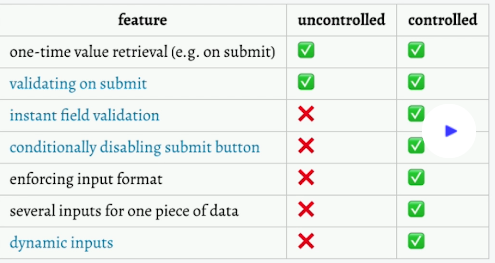 feature uncontrolled controlled
one-time value retrieval (e.g. on submit) ✅ ✅
validating on submit ✅ ✅
instant field validation ❌ ✅
conditionally disabling submit button ❌ ✅
enforcing input format ❌ ✅
several inputs for one piece of data ❌ ✅
dynamic inputs ❌ ✅